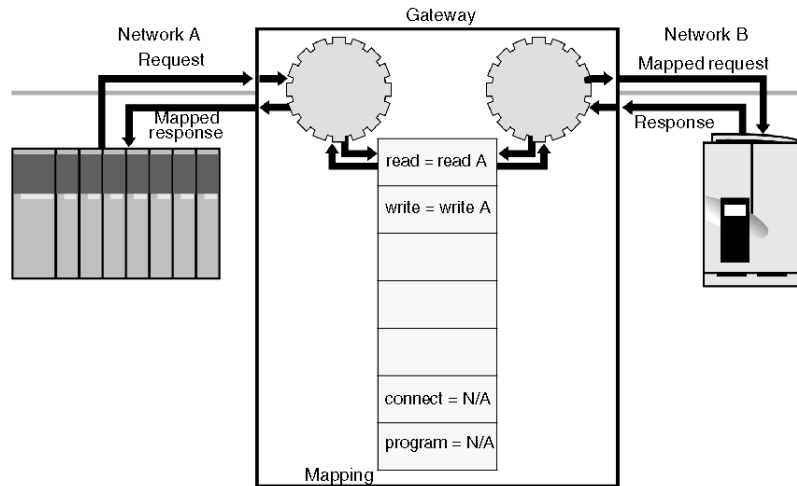 Gateway
Network A
Network B
Request
Mapped request
Mapped
response
Response
read = read A
write = write A
connect = N/A
program = N/A
Mapping